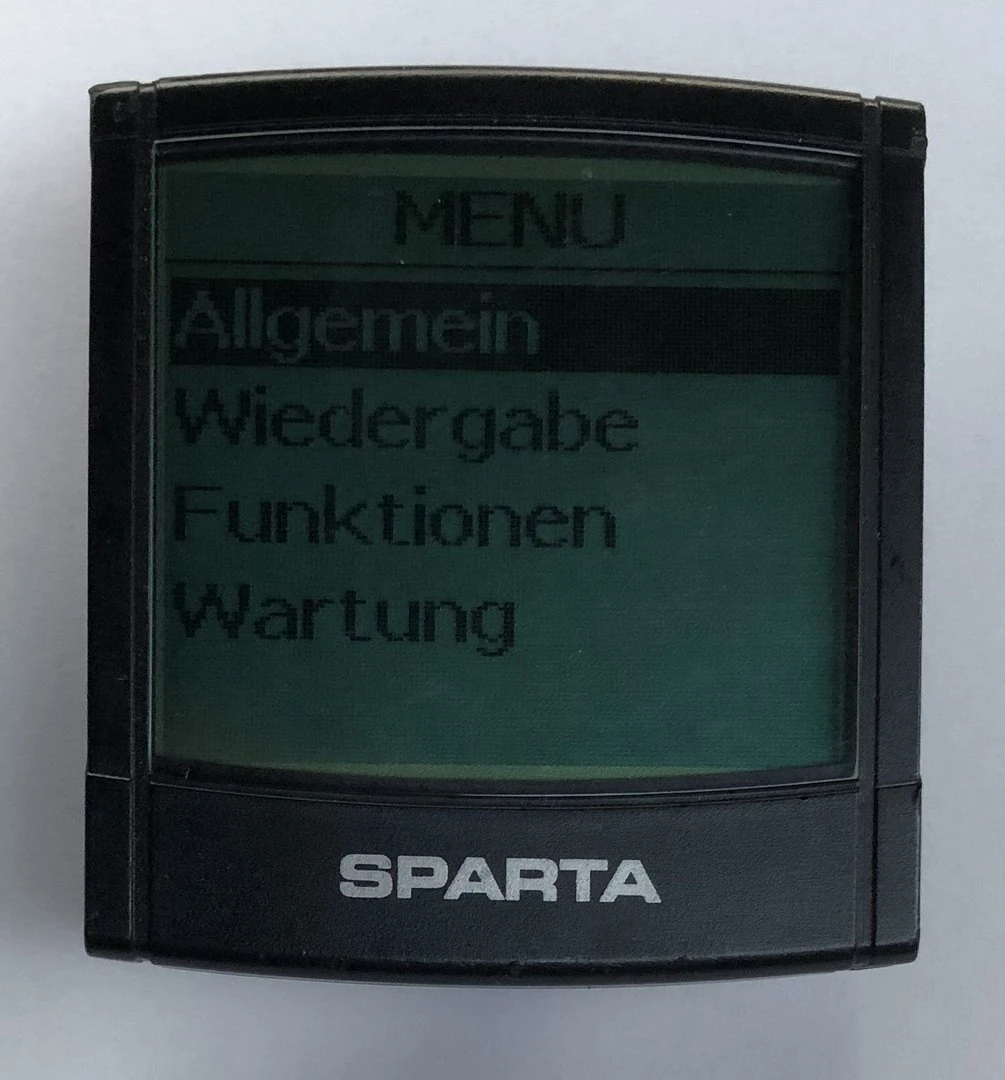 MENU
Allgemein
Wiedergabe
Funktionen
Wartung
SPARTA